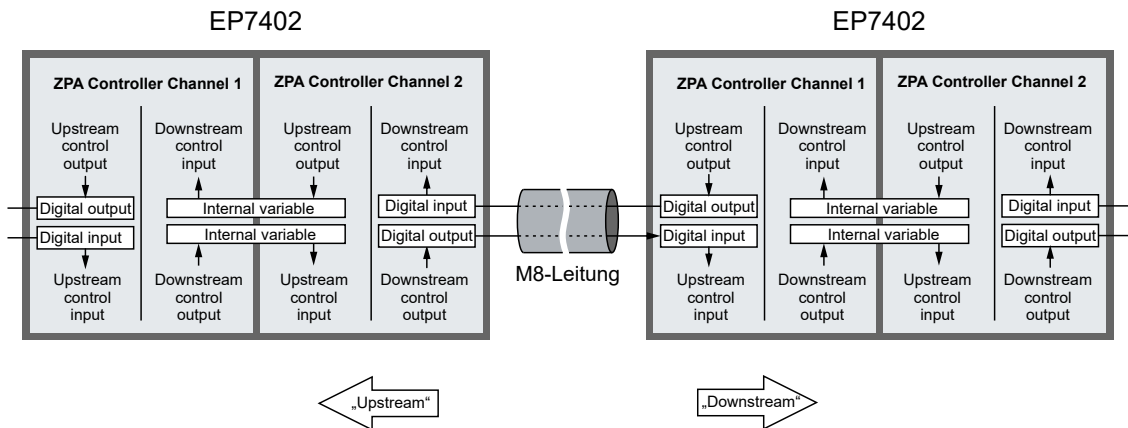 EP7402
EP7402
ZPA Controller Channel 1
ZPA Controller Channel 2
Upstream
control
output
Downstream
control
input
Upstream
control
output
Downstream
control
input
Digital output
Internal variable
Digital input
Digital input
Internal variable
Digital output
Upstream
control
input
Downstream
control
output
Upstream
control
input
Downstream
control
output
M8-Leitung
ZPA Controller Channel 1
ZPA Controller Channel 2
Upstream
control
output
Downstream
control
input
Upstream
control
output
Downstream
control
input
Digital output
Internal variable
Digital input
Digital input
Internal variable
Digital output
Upstream
control
input
Downstream
control
output
Upstream
control
input
Downstream
control
output
„Upstream“
„Downstream“